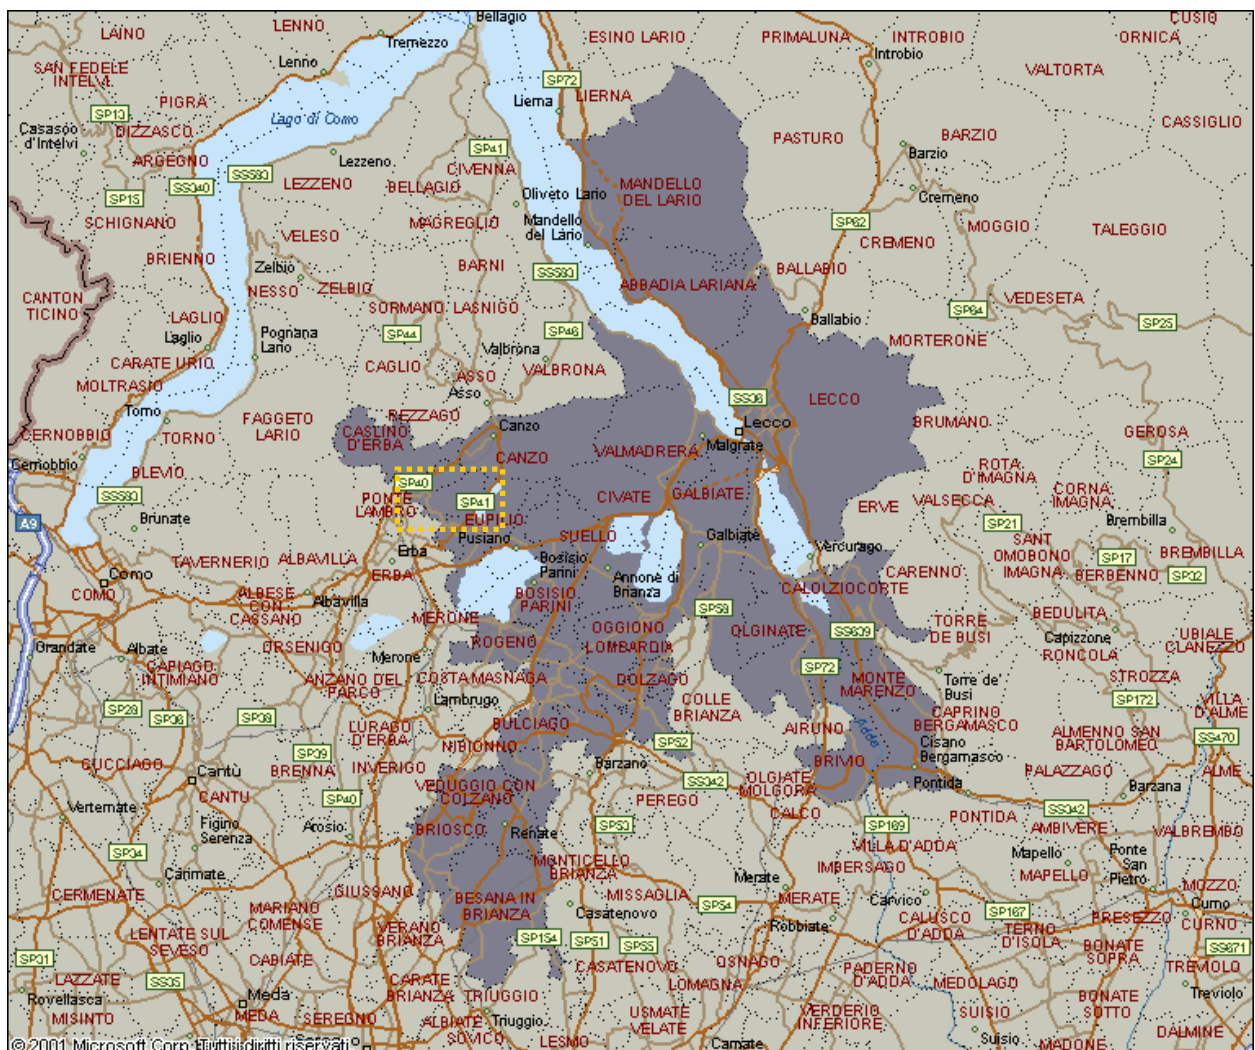 LAINO
LENNO
Bellagio
CUSIO
Tremezzo
ESINO LARIO
PRIMALUNA
INTROBIO
ORNICA
SAN FEDELE
INTELVI
Lenno
SP72
Introbio
VALTORTA
PIGRA
Lierna
LIERNA
SP13
DIZZASCO
Lago di Como
PASTURO
BARZIO
CASSIGLIO
Casasco
d'Intelvi
ARGEGNO
Lezzeno
SP41
CIVENNA
Barzio
SS340
SS583
LEZZENO
BELLAGIO
Oliveto Lario
MANDELLO
DEL LARIO
Cremeno
SP15
SCHIGNANO
MAGREGLIO
Mandello
del Lario
SP62
MOGGIO
TALEGGIO
VELESO
CREMENO
BRIENNO
Zelbio
BARNI
SS583
BALLABIO
CANTON
TICINO
NESSO
ZELBIO
ABBADIA LARIANA
VEDESETA
SORMANO
LASNIGO
SP64
LAGLIO
Ballabio
SP25
Laglio
Pognana
Lario
SP44
SP46
MORTERONE
CARATE URIO
CAGLIO
Valbrona
VALBRONA
MOLTRASIO
ASSO
Asso
SS36
LECCO
Torno
FAGGETO
LARIO
REZZAGO
BRUMANO
CERNOBBIO
TORNO
CASLINO
D'ERBA
Canzo
Lecco
GEROSA
Cernobbio
BLEVIO
CANZO
VALMADRERA
Malgrate
ROTA
D'IMAGNA
SP24
SP40
SS583
PONTE
LAMBRO
SP41
CIVATE
GALBIATE
VALSECCA
CORNA
IMAGNA
ERVE
A9
Brunate
EUPILIO
SUELLO
Galbiate
SP21
Brembilla
Pusiano
SANT
OMOBONO
IMAGNA
TAVERNERIO
ALBAVILLA
Erba
Bosisio
Parini
Vercurago
SP17
BREMBILLA
Como
ERBA
Annone di
Brianza
CARENNO
BERBENNO
SP32
COMO
ALBESE
CON
CASSANO
Albavilla
BOSISIO
PARINI
CALOLZIOCORTE
MERONE
SP58
BEDULITA
OGGIONO
OLGINATE
SS639
TORRE
DE BUSI
Grandate
Albate
ORSENIGO
ROGENO
LOMBARDIA
Capizzone
UBIALE
CLANEZZO
CAPIAGO
INTIMIANO
Merone
SP72
RONCOLA
ANZANO DEL
PARCO
COSTA MASNAGA
DOLZAGO
MONTE
MARENZO
Torre de
Busi
STROZZA
SP28
SP36
SP38
Lambrugo
COLLE
BRIANZA
SP172
VILLA
D'ALME
LURAGO
D'ERBA
BULCIAGO
AIRUNO
Adda
CAPRINO
BERGAMASCO
ALMENNO SAN
BARTOLOMEO
SP39
NIBIONNO
SP52
Cisano
Bergamasco
SS470
CUCCIAGO
Cantù
BRENNA
INVERIGO
Barzano
SS342
OLGIATE
MOLGORA
BRIVIO
PALAZZAGO
ALME
CANTU
SP40
VEDUGGIO CON
COLZANO
PEREGO
Pontida
Barzana
Vertemate
Figino
Serenza
Arosio
BRIOSCO
Renate
SP53
CALCO
SP169
PONTIDA
SS342
AMBIVERE
VALBREMBO
SP34
VILLA D'ADDA
Mapello
Ponte
San
Pietro
Carimate
MONTICELLO
BRIANZA
IMBERSAGO
MAPELLO
CERMENATE
GIUSSANO
BESANA IN
BRIANZA
MISSAGLIA
Merate
MERATE
Carvico
MOZZO
MARIANO
COMENSE
Casatenovo
SP54
SP167
Curno
LENTATE SUL
SEVESO
VERANO
BRIANZA
Robbiate
CALUSCO
D'ADDA
PRESEZZO
CURNO
TERNO
D'ISOLA
SP31
CABIATE
SP154
SP51
SP55
BONATE
SOPRA
SS671
LAZZATE
SS35
CARATE
BRIANZA
CASATENOVO
OSNAGO
PADERNO
D'ADDA
MEDOLAGO
TREVIOLO
Rovellasca
Meda
TRIUGGIO
LOMAGNA
BONATE
SOTTO
Treviolo
MISINTO
MEDA
SEREGNO
ALBIATE
Triuggio
USMATE
VELATE
VERDERIO
INFERIORE
SUISIO
SOVICO
LESMO
Suisio
MADONE
DALMINE
© 2001 Microsoft Corp. Tutti i diritti riservati